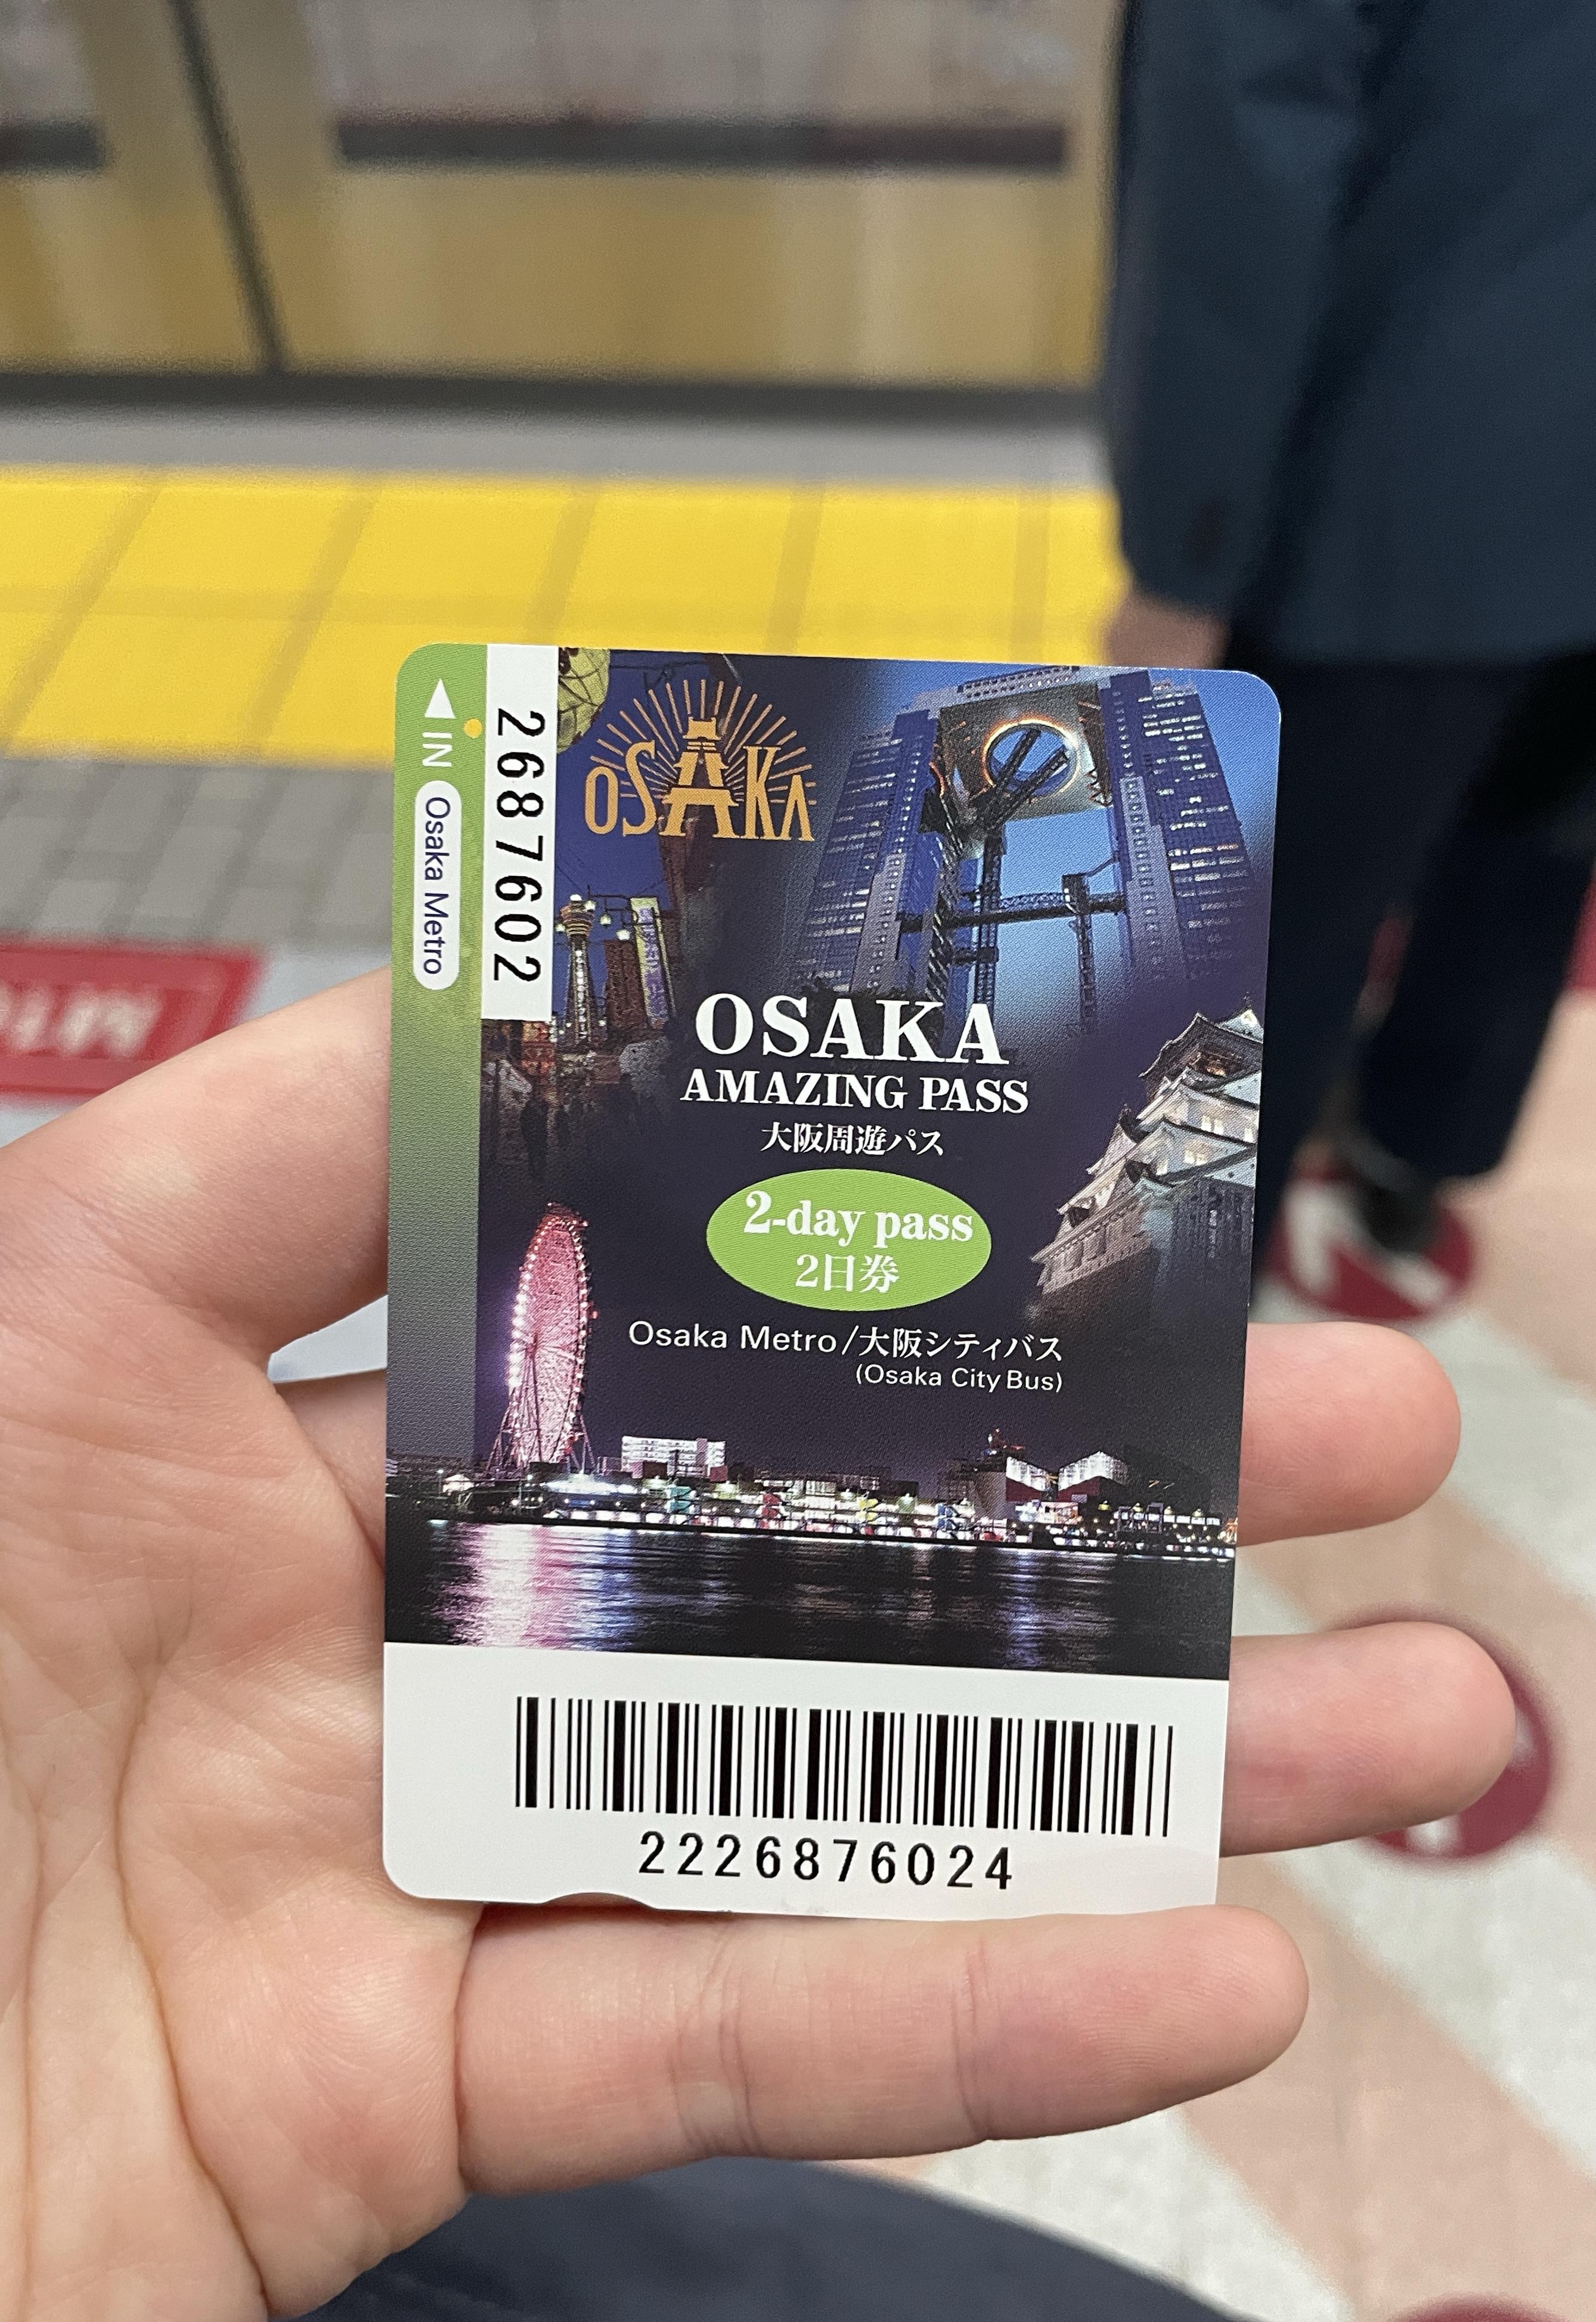 ◀ IN Osaka Metro
2687602
OSAKA
OSAKA
AMAZING PASS
大阪周遊パス
2-day pass
2日券
Osaka Metro/大阪シティバス
(Osaka City Bus)
2226876024